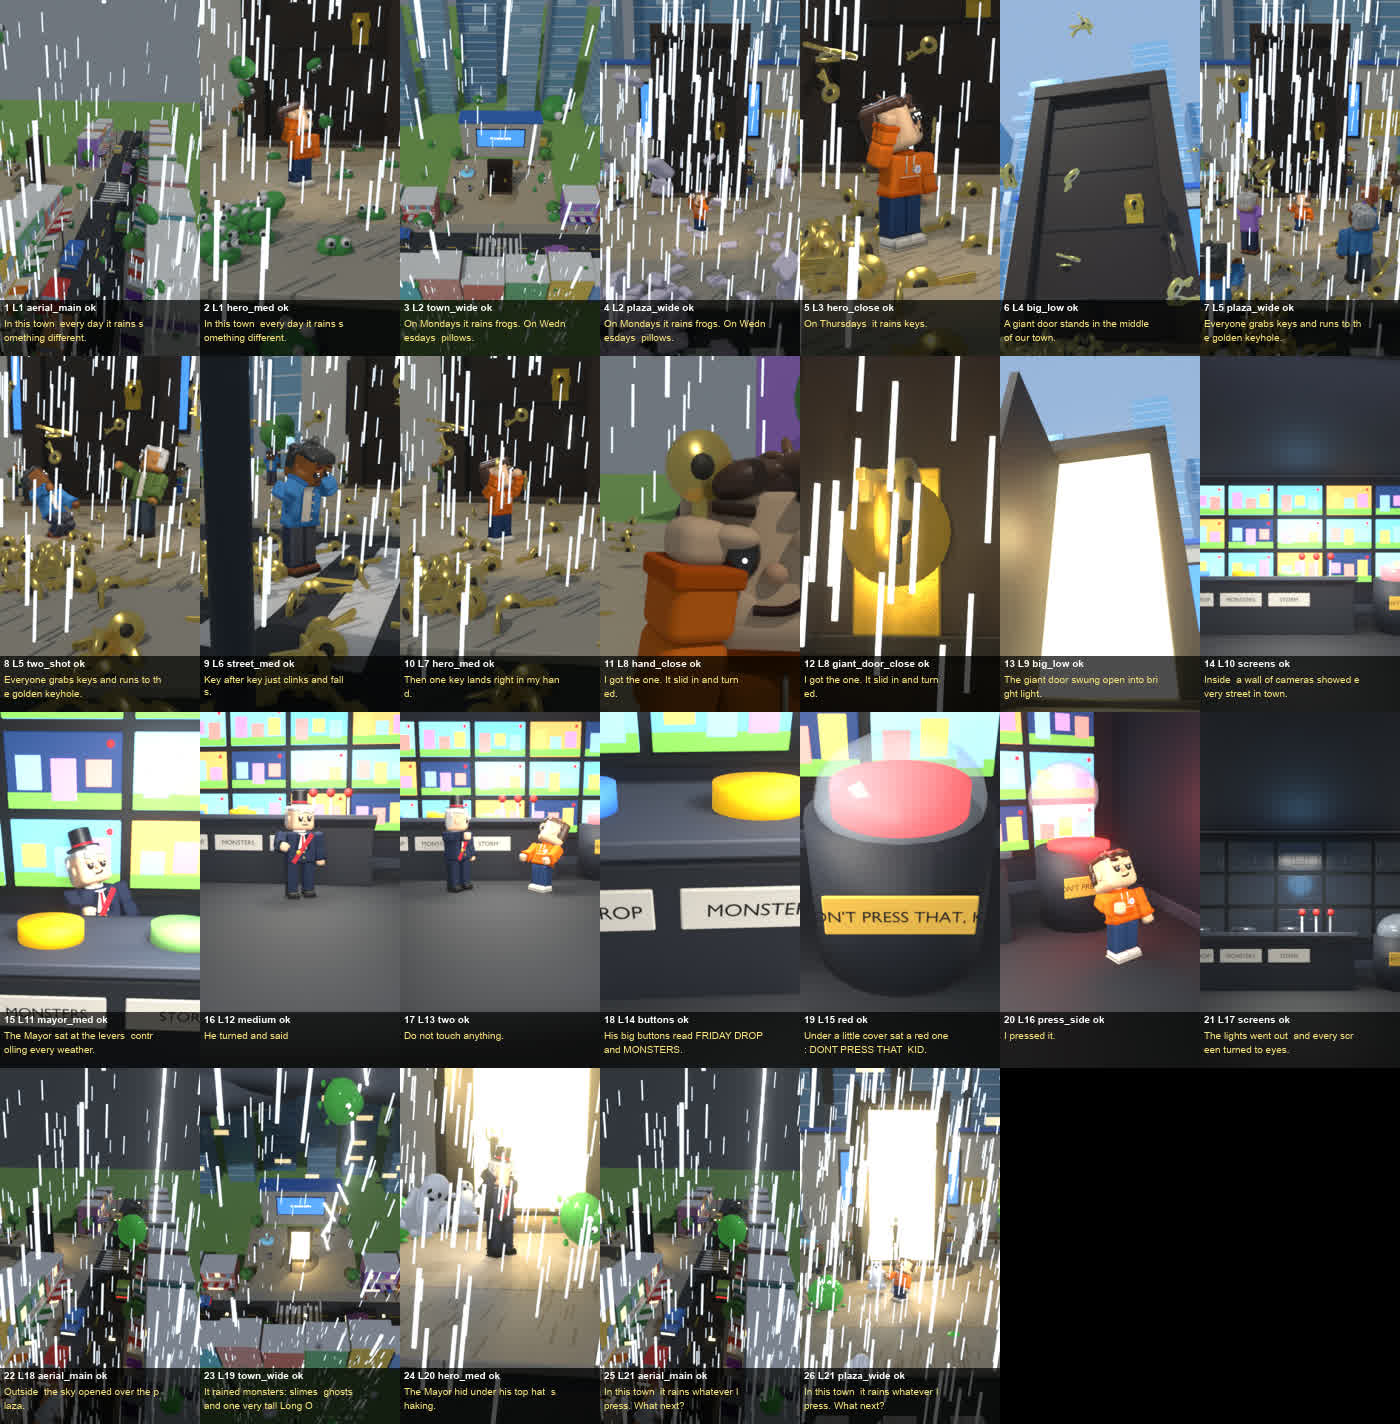 1 L1 aerial_main ok
In this town every day it rains s
omething different.
2 L1 hero_med ok
In this town every day it rains s
omething different.
3 L2 town_wide ok
On Mondays it rains frogs. On Wedn
esdays pillows.
4 L2 plaza_wide ok
On Mondays it rains frogs. On Wedn
esdays pillows.
5 L3 hero_close ok
On Thursdays it rains keys.
6 L4 big_low ok
A giant door stands in the middle
of our town.
7 L5 plaza_wide ok
Everyone grabs keys and runs to th
e golden keyhole.
8 L5 two_shot ok
Everyone grabs keys and runs to th
e golden keyhole.
9 L6 street_med ok
Key after key just clinks and fall
s.
10 L7 hero_med ok
Then one key lands right in my han
d.
11 L8 hand_close ok
I got the one. It slid in and turn
ed.
12 L8 giant_door_close ok
I got the one. It slid in and turn
ed.
13 L9 big_low ok
The giant door swung open into bri
ght light.
MONSTERS
STORM
14 L10 screens ok
Inside a wall of cameras showed e
very street in town.
MONSTERS
STOR
15 L11 mayor_med ok
The Mayor sat at the levers contr
olling every weather.
MONSTERS
16 L12 medium ok
He turned and said
MONST
STORM
17 L13 two ok
Do not touch anything.
ROP
MONSTE
18 L14 buttons ok
His big buttons read FRIDAY DROP
and MONSTERS.
ON'T PRESS THAT, K
19 L15 red ok
Under a little cover sat a red one
: DONT PRESS THAT KID.
ON'T PRE
20 L16 press_side ok
I pressed it.
MONSTERS
STORM
21 L17 screens ok
The lights went out and every scr
een turned to eyes.
22 L18 aerial_main ok
Outside the sky opened over the p
laza.
23 L19 town_wide ok
It rained monsters: slimes ghosts
and one very tall Long O
24 L20 hero_med ok
The Mayor hid under his top hat s
haking.
25 L21 aerial_main ok
In this town it rains whatever I
press. What next?
26 L21 plaza_wide ok
In this town it rains whatever I
press. What next?